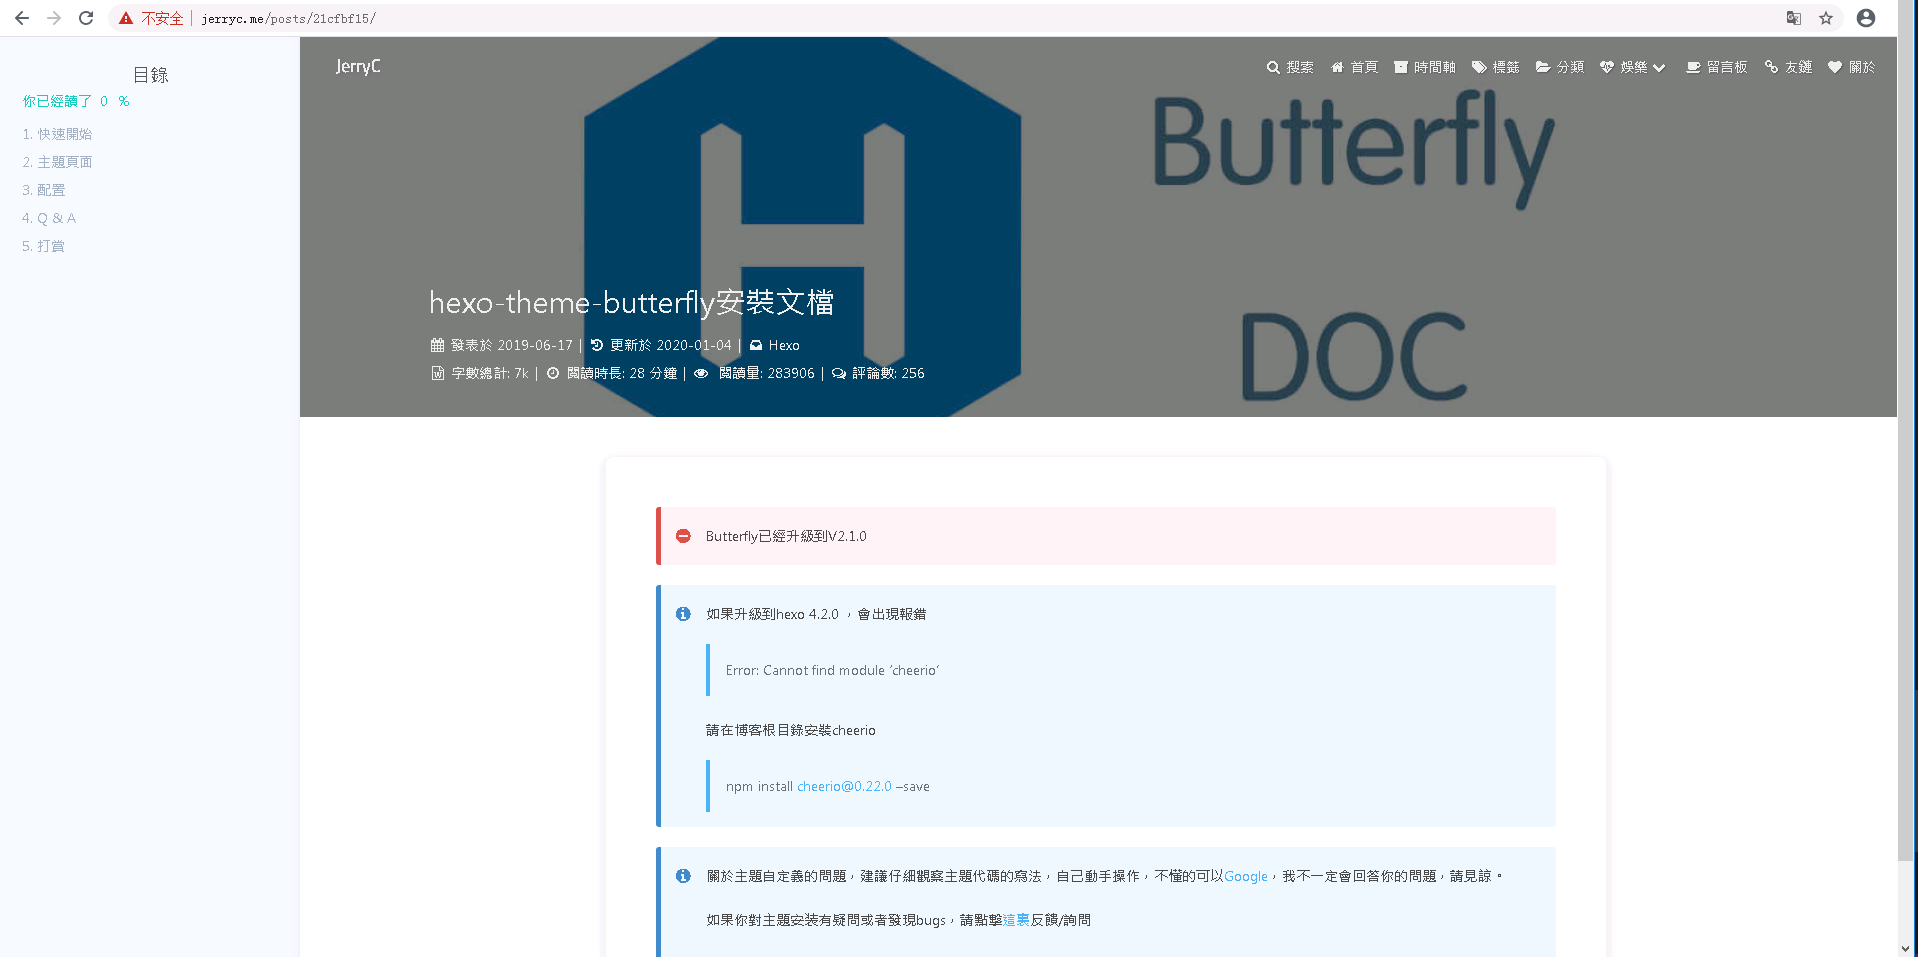 不安全 jerryc.me/posts/21cfbf15/
目錄
你已經讀了 0 %
1. 快速開始
2. 主題頁面
3. 配置
4. Q & A
5. 打賞
JerryC
搜索 首頁 時間軸 標籤 分類 娛樂 留言板 友鏈 關於
Butterfly
DOC
hexo-theme-butterfly安裝文檔
發表於 2019-06-17 | 更新於 2020-01-04 | Hexo
字數總計: 7k | 閱讀時長: 28 分鐘 | 閱讀量: 283906 | 評論數: 256
Butterfly已經升級到V2.1.0
如果升級到hexo 4.2.0 ，會出現報錯
Error: Cannot find module ‘cheerio’
請在博客根目錄安裝cheerio
npm install cheerio@0.22.0 –save
關於主題自定義的問題，建議仔細觀察主題代碼的寫法，自己動手操作，不懂的可以Google，我不一定會回答你的問題，請見諒。
如果你對主題安裝有疑問或者發現bugs，請點擊這裏反饋/詢問